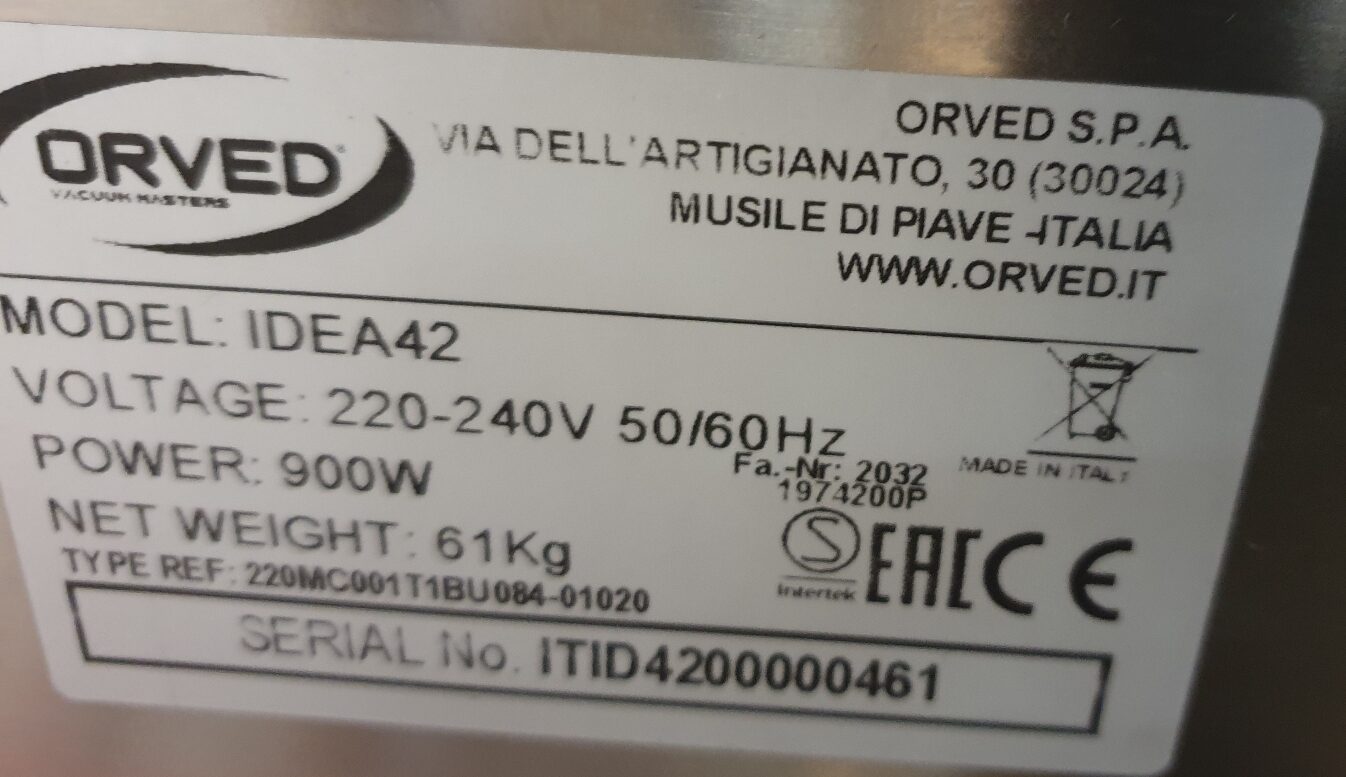 ORVED
VACUUM MASTERS
ORVED S.P.A.
VIA DELL'ARTIGIANATO, 30 (30024)
MUSILE DI PIAVE -ITALIA
WWW.ORVED.IT
MODEL: IDEA42
VOLTAGE: 220-240V 50/60Hz
POWER: 900W
Fa.-Nr: 2032
1974200P
MADE IN ITALY
NET WEIGHT: 61Kg
S
Intertek
EAC CE
TYPE REF: 220MC001T1BU084-01020
SERIAL No. ITID4200000461